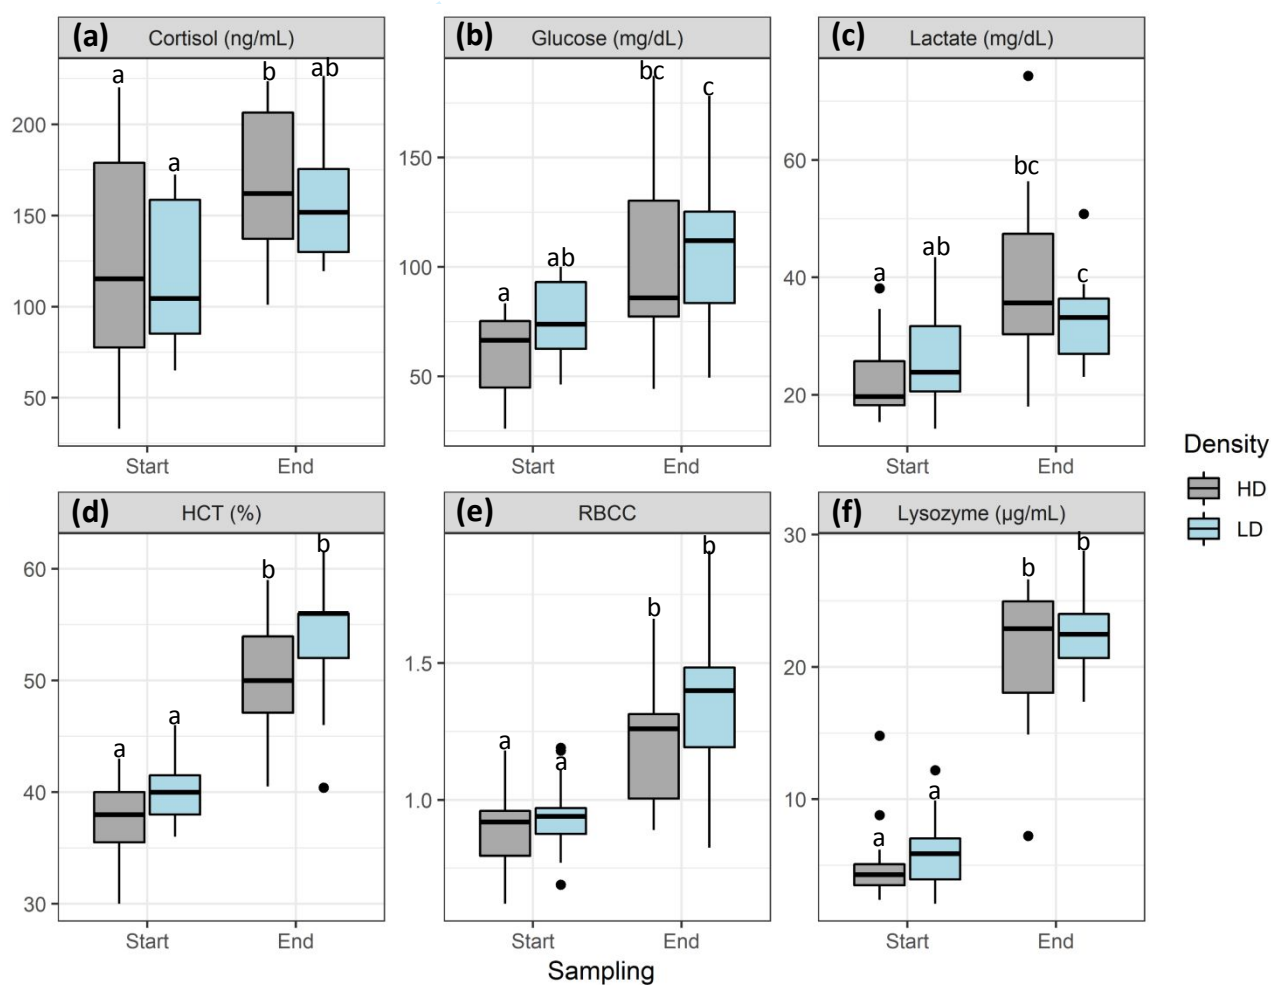 (a) Cortisol (ng/mL)
(b) Glucose (mg/dL)
(c) Lactate (mg/dL)
200
150
100
50
a
a
b
ab
Start
End
150
100
50
a
ab
bc
c
Start
End
60
40
20
a
ab
bc
c
Start
End
Density
HD
LD
(d) HCT (%)
(e) RBCC
(f) Lysozyme (µg/mL)
60
50
40
30
a
a
b
b
Start
End
1.5
1.0
a
a
b
b
Start
End
30
20
10
a
a
b
b
Start
End
Sampling